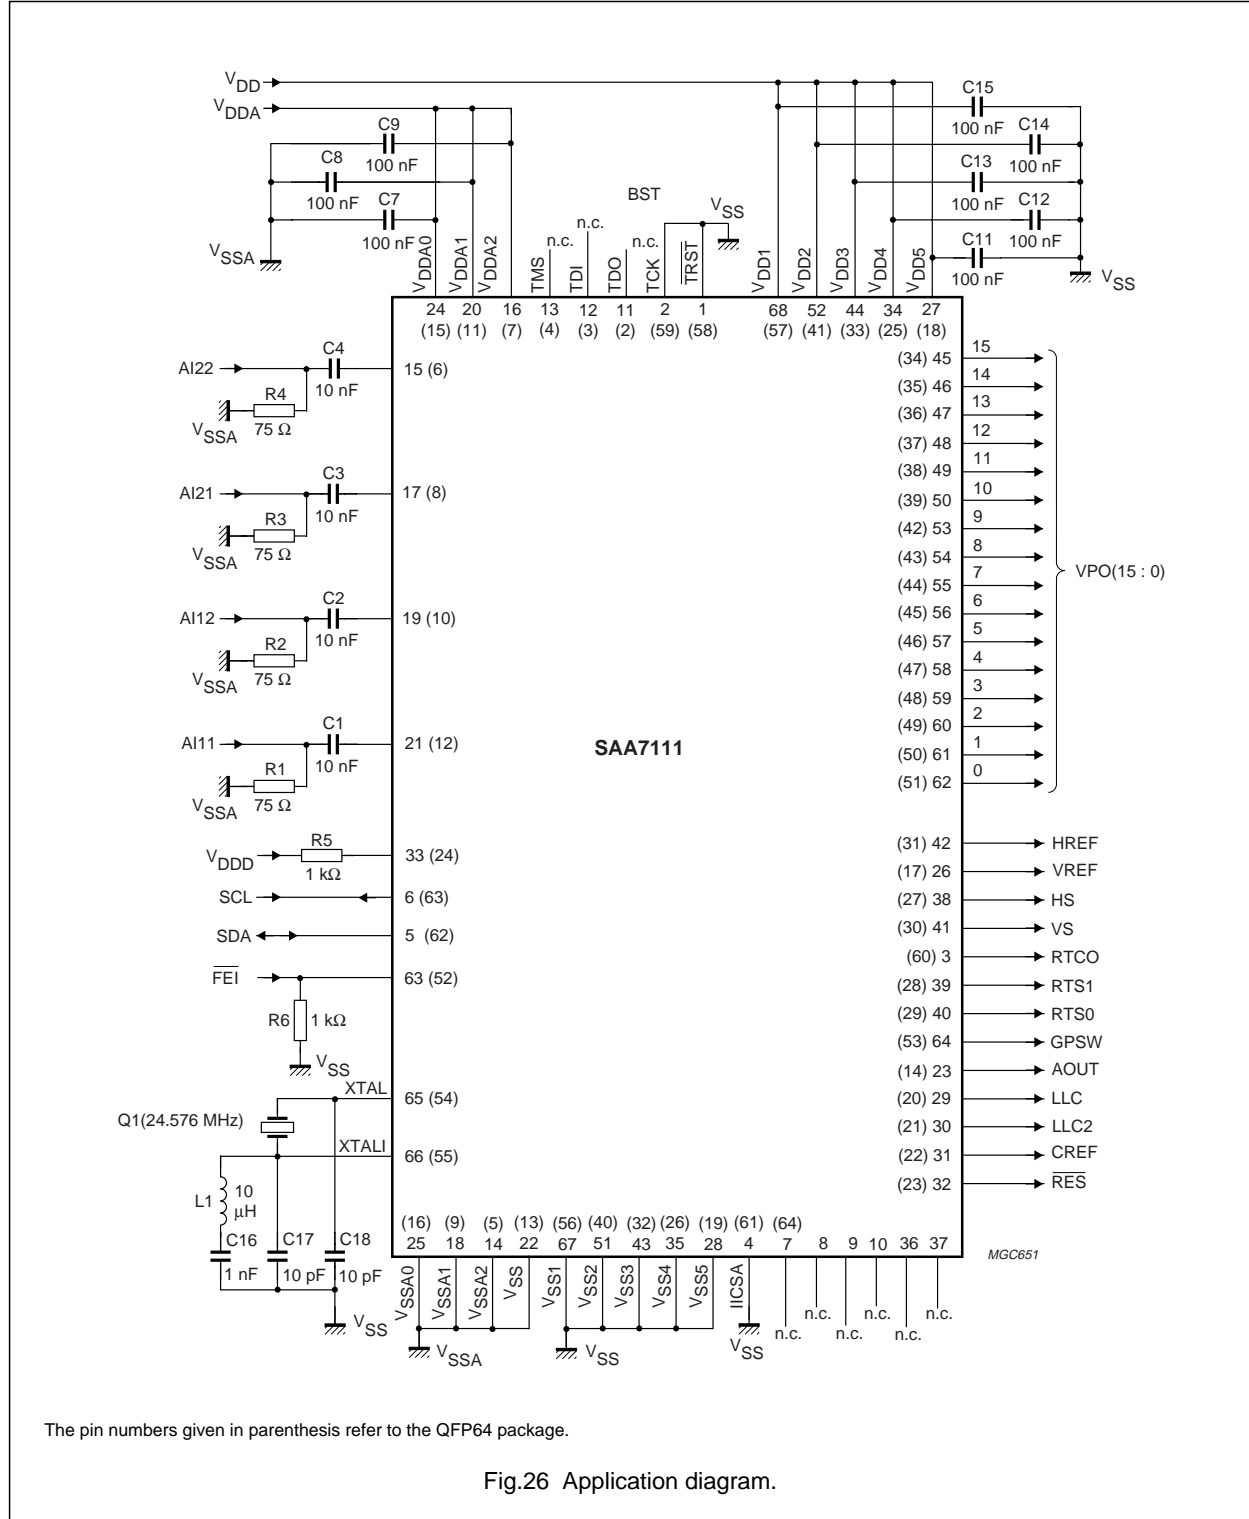 VDD
VDDA
C9
100 nF
C8
100 nF
C7
100 nF
VSSA
C15
100 nF
C14
100 nF
C13
100 nF
C12
100 nF
C11
100 nF
VSS
BST
VSS
n.c.
n.c.
n.c.
VDDA0
VDDA1
VDDA2
TMS
TDI
TDO
TCK
TRST
VDD1
VDD2
VDD3
VDD4
VDD5
24 20 16 13 12 11 2 1 68 52 44 34 27
(15) (11) (7) (4) (3) (2) (59) (58) (57) (41) (33) (25) (18)
AI22
C4
10 nF
15 (6)
R4
75 Ω
VSSA
AI21
C3
10 nF
17 (8)
R3
75 Ω
VSSA
AI12
C2
10 nF
19 (10)
R2
75 Ω
VSSA
AI11
C1
10 nF
21 (12)
R1
75 Ω
VSSA
VDDD
R5
1 kΩ
33 (24)
SCL
6 (63)
SDA
5 (62)
FEI
63 (52)
R6
1 kΩ
VSS
XTAL
65 (54)
Q1(24.576 MHz)
XTALI
66 (55)
L1
10
μH
C16
1 nF
C17
10 pF
C18
10 pF
VSS
SAA7111
(34) 45 15
(35) 46 14
(36) 47 13
(37) 48 12
(38) 49 11
(39) 50 10
(42) 53 9
(43) 54 8
(44) 55 7
(45) 56 6
(46) 57 5
(47) 58 4
(48) 59 3
(49) 60 2
(50) 61 1
(51) 62 0
VPO(15 : 0)
(31) 42 HREF
(17) 26 VREF
(27) 38 HS
(30) 41 VS
(60) 3 RTCO
(28) 39 RTS1
(29) 40 RTS0
(53) 64 GPSW
(14) 23 AOUT
(20) 29 LLC
(21) 30 LLC2
(22) 31 CREF
(23) 32 RES
(16) (9) (5) (13) (56) (40) (32) (26) (19) (61) (64)
25 18 14 22 67 51 43 35 28 4 7 8 9 10 36 37
MGC651
VSSA0
VSSA1
VSSA2
VSS
VSS1
VSS2
VSS3
VSS4
VSS5
IICSA
n.c.
n.c.
n.c.
n.c.
n.c.
n.c.
VSSA
VSS
VSS
The pin numbers given in parenthesis refer to the QFP64 package.
Fig.26 Application diagram.